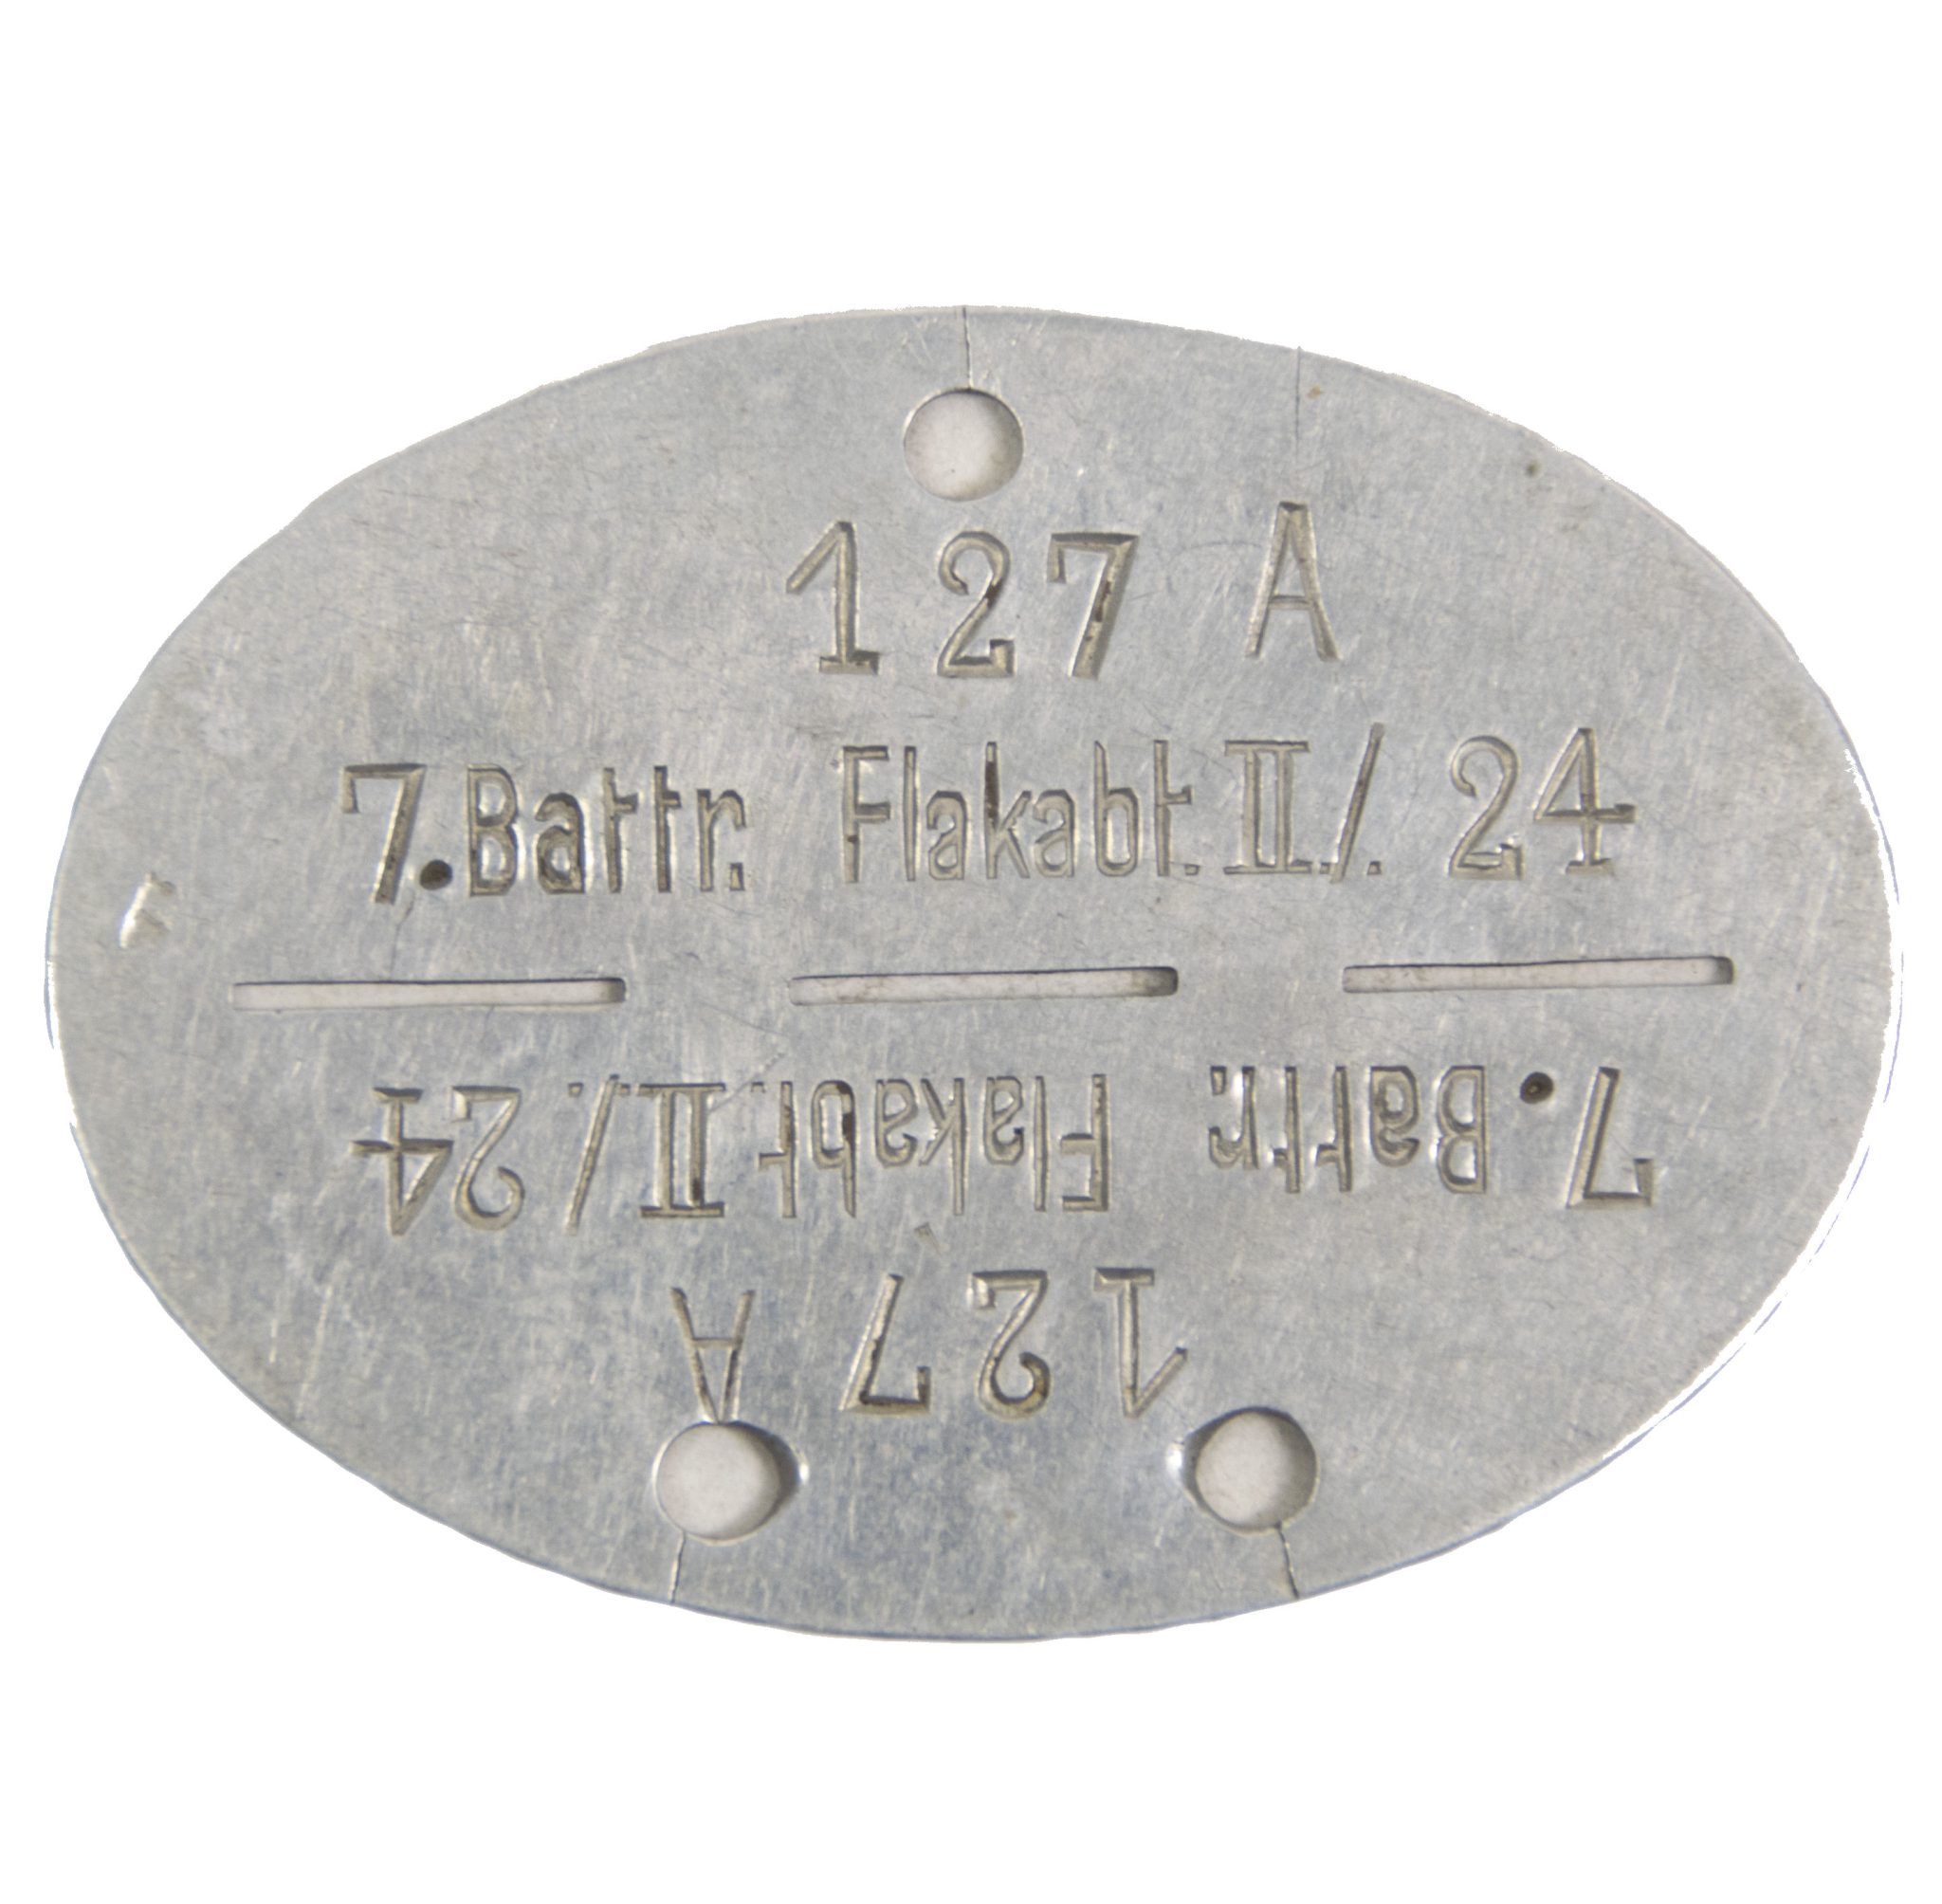 127 A
7. Battr. Flakabt. II./. 24
7. Battr. Flakabt. II./. 24
127 A